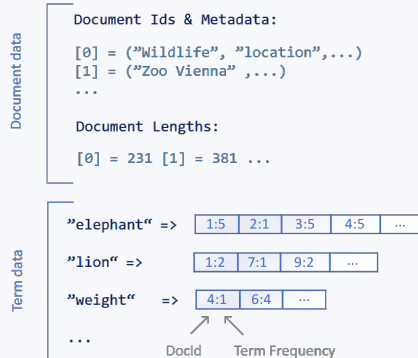 Document data
Document Ids & Metadata:
[0] = (”Wildlife”, ”location”,...)
[1] = (”Zoo Vienna” ,...)
...
Document Lengths:
[0] = 231 [1] = 381 ...
Term data
”elephant“ => 1:5 2:1 3:5 4:5 ...
”lion“ => 1:2 7:1 9:2 ...
”weight“ => 4:1 6:4 ...
...
DocId Term Frequency